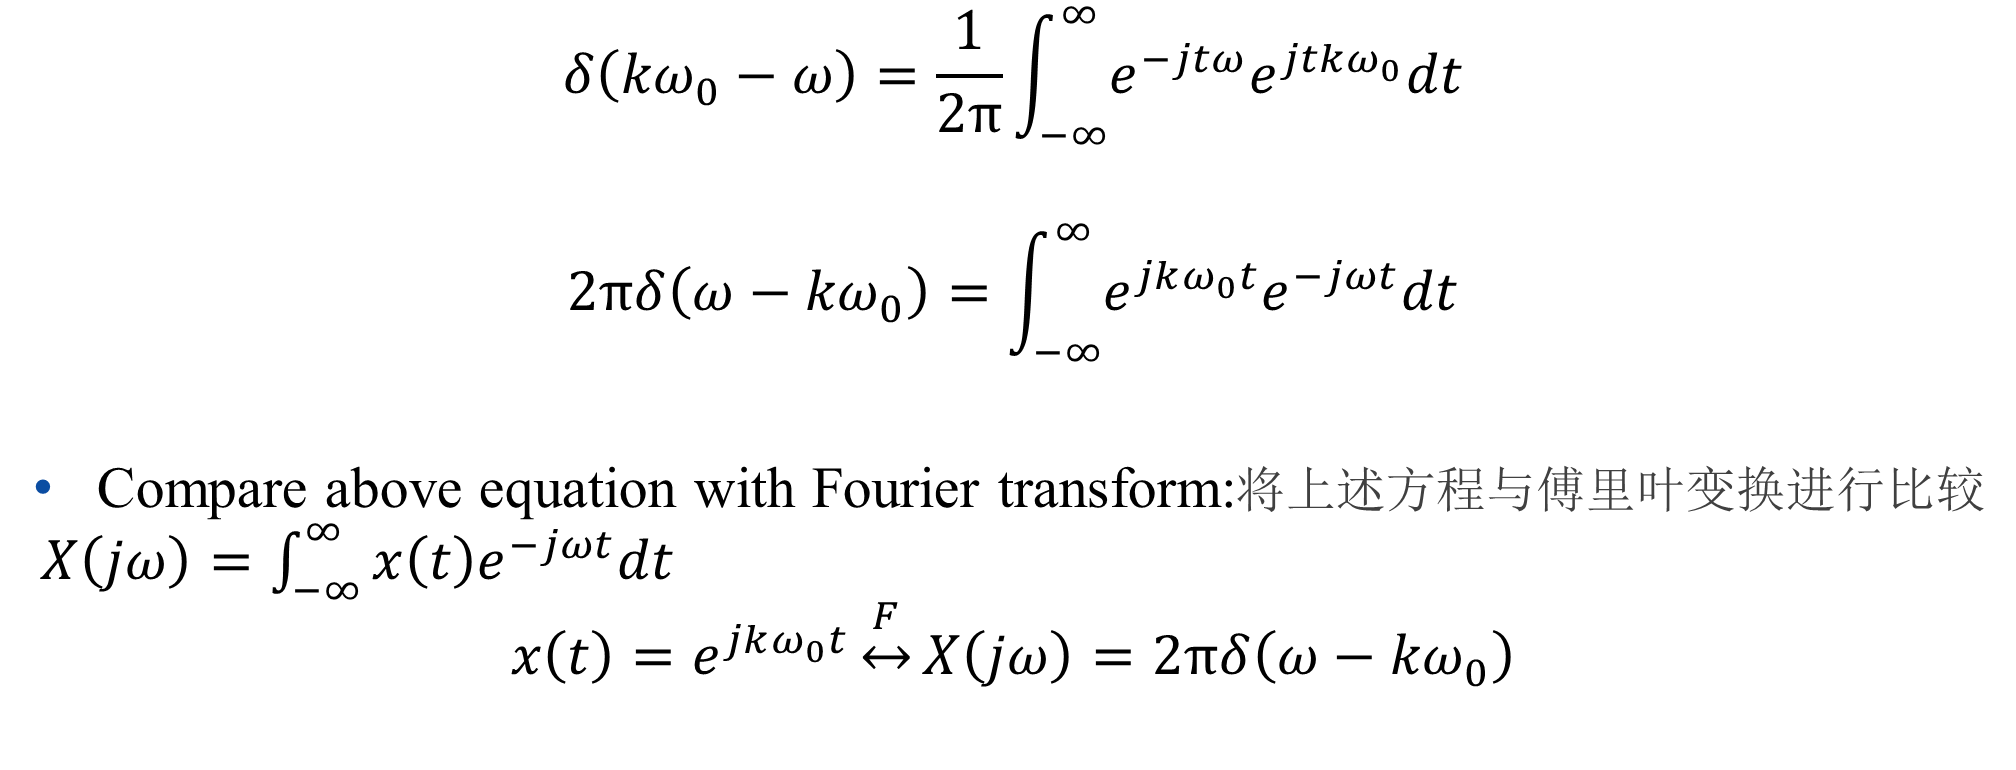 δ(kω₀ − ω) = \frac{1}{2π} ∫_{−∞}^{∞} e^{−jtω} e^{jtkω₀} dt
2πδ(ω − kω₀) = ∫_{−∞}^{∞} e^{jkω₀t} e^{−jωt} dt
• Compare above equation with Fourier transform:将上述方程与傅里叶变换进行比较
X(jω) = ∫_{−∞}^{∞} x(t)e^{−jωt} dt
x(t) = e^{jkω₀t} \overset{F}{↔} X(jω) = 2πδ(ω − kω₀)